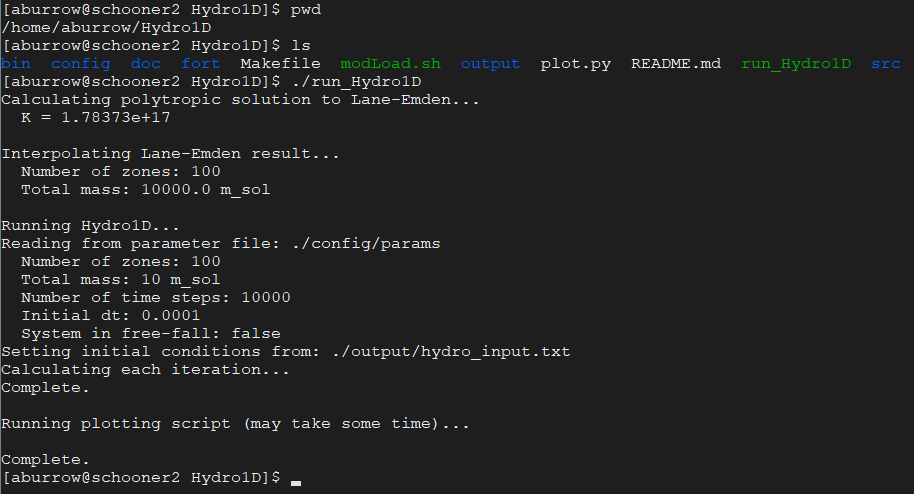 [aburrow@schooner2 Hydro1D]$ pwd
/home/aburrow/Hydro1D
[aburrow@schooner2 Hydro1D]$ ls
bin  config  doc  fort  Makefile  modLoad.sh  output  plot.py  README.md  run_Hydro1D  src
[aburrow@schooner2 Hydro1D]$ ./run_Hydro1D
Calculating polytropic solution to Lane-Emden...
  K = 1.78373e+17

Interpolating Lane-Emden result...
  Number of zones: 100
  Total mass: 10000.0 m_sol

Running Hydro1D...
Reading from parameter file: ./config/params
  Number of zones: 100
  Total mass: 10 m_sol
  Number of time steps: 10000
  Initial dt: 0.0001
  System in free-fall: false
Setting initial conditions from: ./output/hydro_input.txt
Calculating each iteration...
Complete.

Running plotting script (may take some time)...

Complete.
[aburrow@schooner2 Hydro1D]$